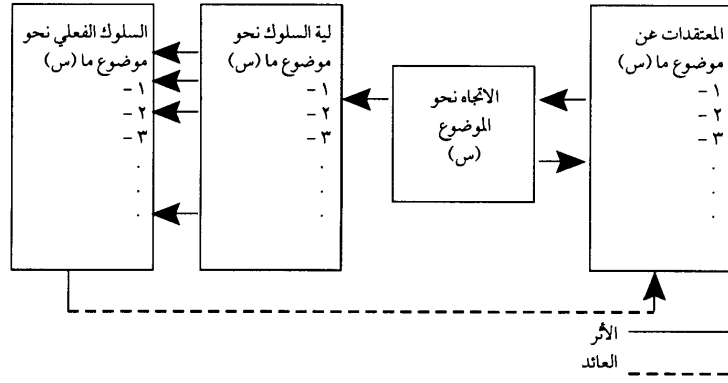 المعتقدات عن
موضوع ما (س)
١ -
٢ -
٣ -
.
.
.
الاتجاه نحو
الموضوع
(س)
لية السلوك نحو
موضوع ما (س)
١ -
٢ -
٣ -
.
.
.
السلوك الفعلي نحو
موضوع ما (س)
١ -
٢ -
٣ -
.
.
.
الأثر
العائد